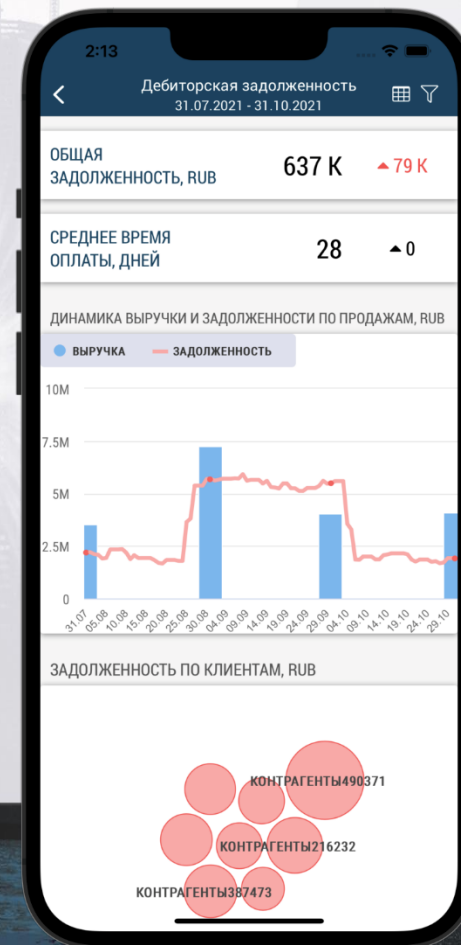 2:13
Дебиторская задолженность
31.07.2021 - 31.10.2021
ОБЩАЯ
ЗАДОЛЖЕННОСТЬ, RUB
637 К
79 К
СРЕДНЕЕ ВРЕМЯ
ОПЛАТЫ, ДНЕЙ
28
0
ДИНАМИКА ВЫРУЧКИ И ЗАДОЛЖЕННОСТИ ПО ПРОДАЖАМ, RUB
ВЫРУЧКА ЗАДОЛЖЕННОСТЬ
10M
7.5M
5M
2.5M
0
31.07 05.08 10.08 15.08 20.08 25.08 30.08 04.09 09.09 14.09 19.09 24.09 29.09 04.10 09.10 14.10 19.10 24.10 29.10
ЗАДОЛЖЕННОСТЬ ПО КЛИЕНТАМ, RUB
КОНТРАГЕНТЫ490371
КОНТРАГЕНТЫ216232
КОНТРАГЕНТЫ387473